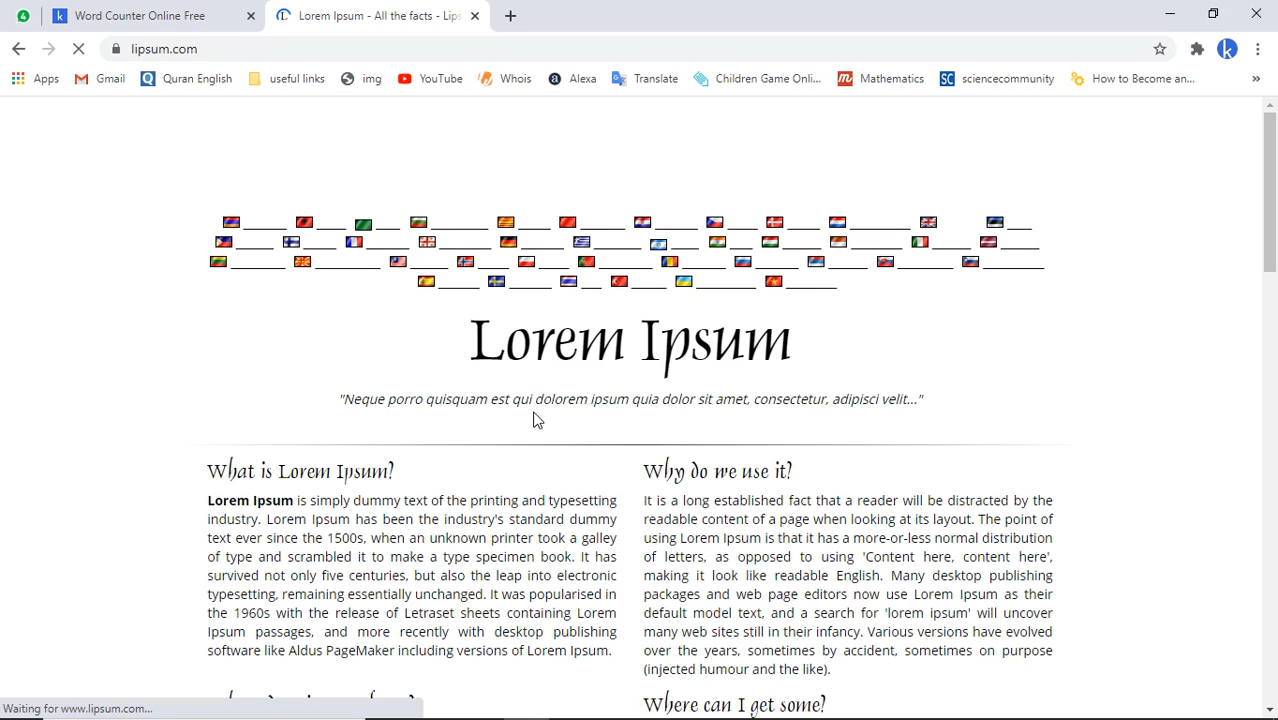 Word Counter Online Free
Lorem Ipsum - All the facts - Lips
lipsum.com
Apps Gmail Quran English useful links img YouTube Whois Alexa Translate Children Game Onli... Mathematics sciencecommunity How to Become an... »
Lorem Ipsum
"Neque porro quisquam est qui dolorem ipsum quia dolor sit amet, consectetur, adipisci velit..."
What is Lorem Ipsum?
Lorem Ipsum is simply dummy text of the printing and typesetting
industry. Lorem Ipsum has been the industry's standard dummy
text ever since the 1500s, when an unknown printer took a galley
of type and scrambled it to make a type specimen book. It has
survived not only five centuries, but also the leap into electronic
typesetting, remaining essentially unchanged. It was popularised in
the 1960s with the release of Letraset sheets containing Lorem
Ipsum passages, and more recently with desktop publishing
software like Aldus PageMaker including versions of Lorem Ipsum.
Why do we use it?
It is a long established fact that a reader will be distracted by the
readable content of a page when looking at its layout. The point of
using Lorem Ipsum is that it has a more-or-less normal distribution
of letters, as opposed to using 'Content here, content here',
making it look like readable English. Many desktop publishing
packages and web page editors now use Lorem Ipsum as their
default model text, and a search for 'lorem ipsum' will uncover
many web sites still in their infancy. Various versions have evolved
over the years, sometimes by accident, sometimes on purpose
(injected humour and the like).
Where can I get some?
Waiting for www.lipsum.com...